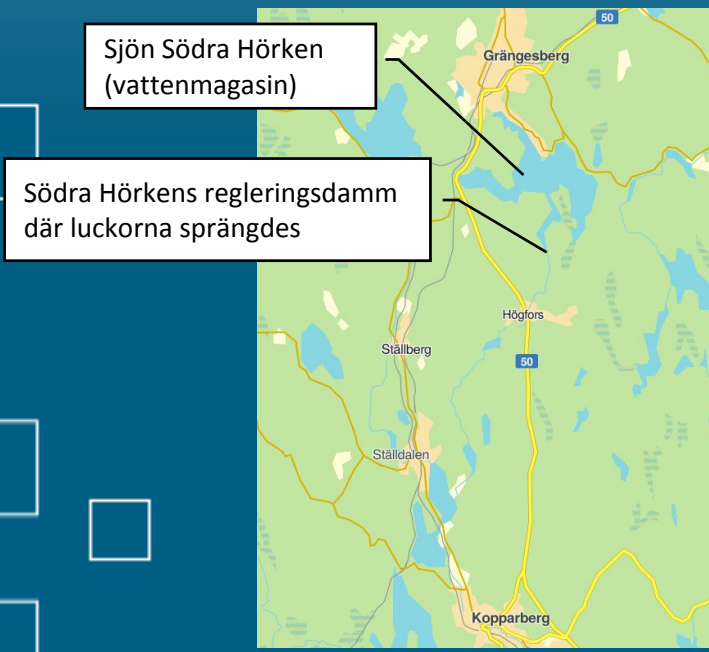 Sjön Södra Hörken
(vattenmagasin)
50
Grängesberg
Södra Hörkens regleringsdamm
där luckorna sprängdes
Högfors
Ställberg
50
Ställdalen
Kopparberg